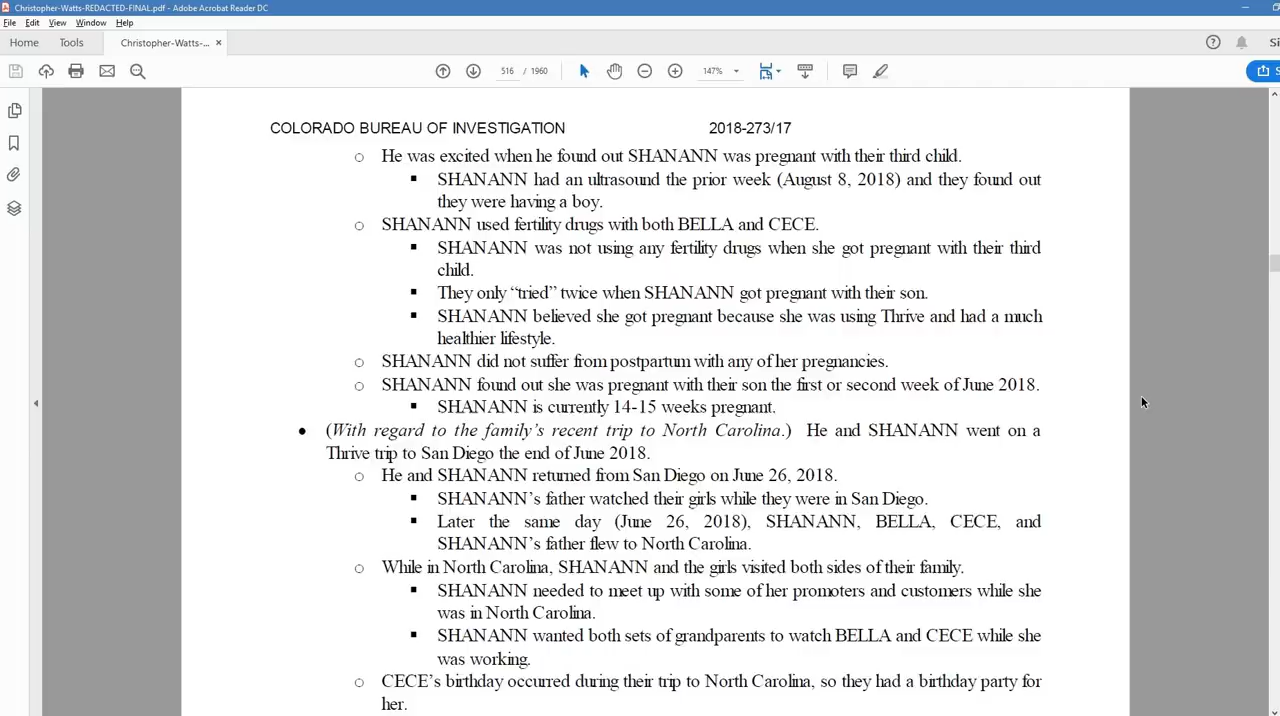 Christopher-Watts-REDACTED-FINAL.pdf - Adobe Acrobat Reader DC
File Edit View Window Help
Home Tools Christopher-Watts-... ×
516 / 1960 147%
COLORADO BUREAU OF INVESTIGATION 2018-273/17
○ He was excited when he found out SHANANN was pregnant with their third child.
▪ SHANANN had an ultrasound the prior week (August 8, 2018) and they found out
they were having a boy.
○ SHANANN used fertility drugs with both BELLA and CECE.
▪ SHANANN was not using any fertility drugs when she got pregnant with their third
child.
▪ They only “tried” twice when SHANANN got pregnant with their son.
▪ SHANANN believed she got pregnant because she was using Thrive and had a much
healthier lifestyle.
○ SHANANN did not suffer from postpartum with any of her pregnancies.
○ SHANANN found out she was pregnant with their son the first or second week of June 2018.
▪ SHANANN is currently 14-15 weeks pregnant.
● (With regard to the family’s recent trip to North Carolina.) He and SHANANN went on a
Thrive trip to San Diego the end of June 2018.
○ He and SHANANN returned from San Diego on June 26, 2018.
▪ SHANANN’s father watched their girls while they were in San Diego.
▪ Later the same day (June 26, 2018), SHANANN, BELLA, CECE, and
SHANANN’s father flew to North Carolina.
○ While in North Carolina, SHANANN and the girls visited both sides of their family.
▪ SHANANN needed to meet up with some of her promoters and customers while she
was in North Carolina.
▪ SHANANN wanted both sets of grandparents to watch BELLA and CECE while she
was working.
○ CECE’s birthday occurred during their trip to North Carolina, so they had a birthday party for
her.